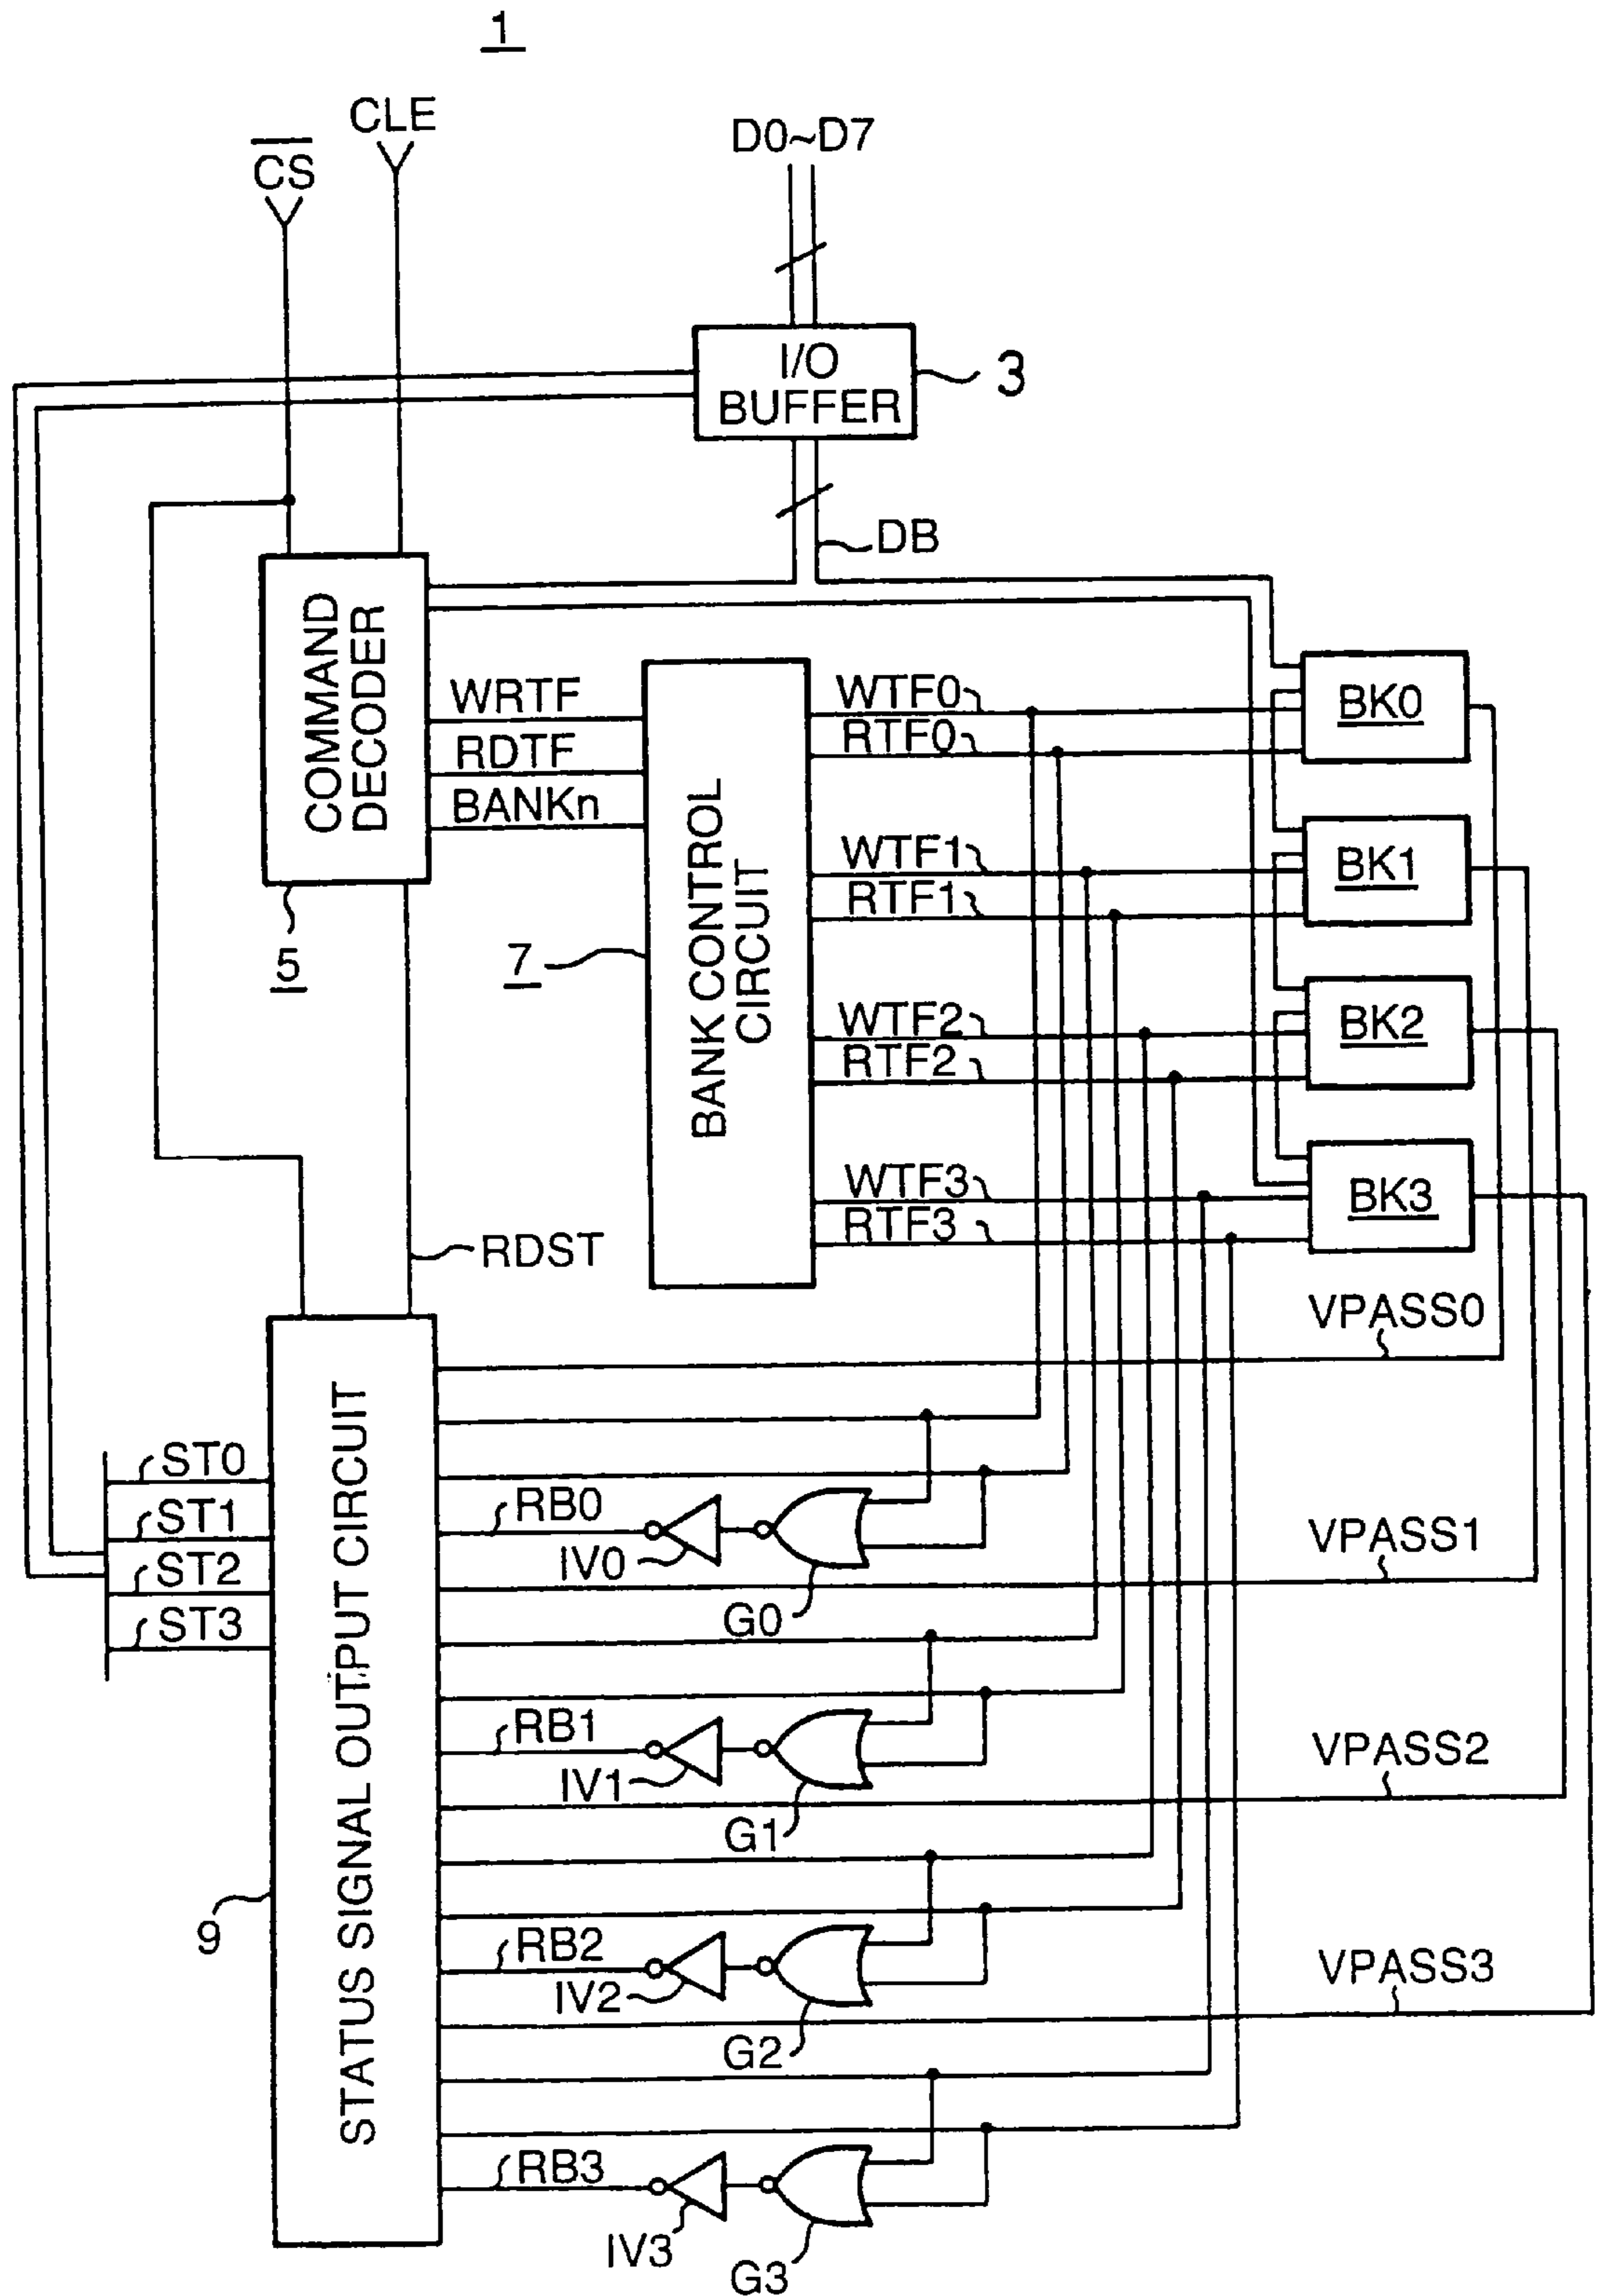 1
CLE
CS
D0~D7
I/O
BUFFER
3
DB
COMMAND
DECODER
5
WRTF
RDTF
BANKn
7
BANK CONTROL
CIRCUIT
WTF0
RTF0
WTF1
RTF1
WTF2
RTF2
WTF3
RTF3
BK0
BK1
BK2
BK3
RDST
VPASS0
ST0
ST1
ST2
ST3
STATUS SIGNAL OUTPUT CIRCUIT
9
RB0
IV0
G0
VPASS1
RB1
IV1
G1
VPASS2
RB2
IV2
G2
VPASS3
RB3
IV3
G3